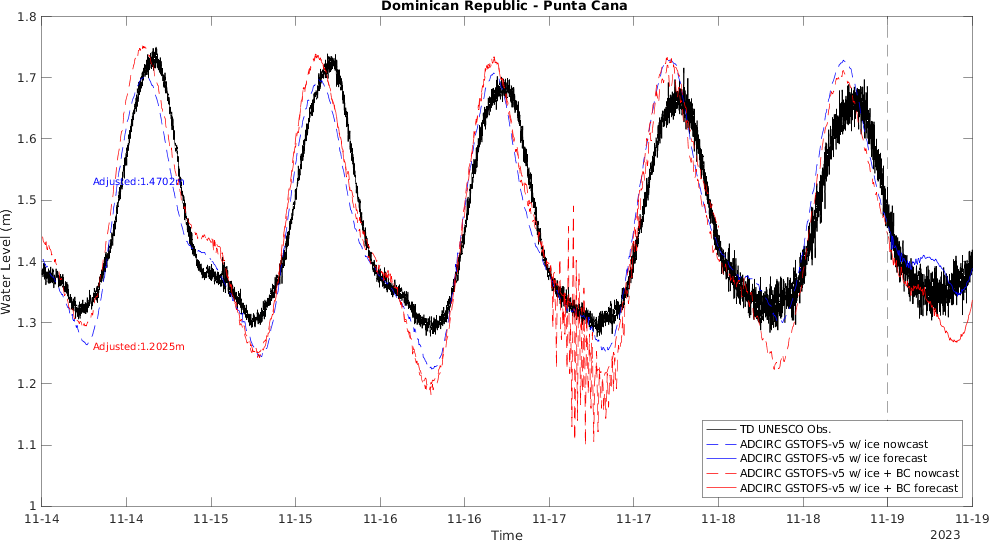 Dominican Republic - Punta Cana
1.8
1.7
1.6
1.5
1.4
1.3
1.2
1.1
1
Water Level (m)
Adjusted:1.4702m
Adjusted:1.2025m
TD UNESCO Obs.
ADCIRC GSTOFS-v5 w/ ice nowcast
ADCIRC GSTOFS-v5 w/ ice forecast
ADCIRC GSTOFS-v5 w/ ice + BC nowcast
ADCIRC GSTOFS-v5 w/ ice + BC forecast
11-14 11-14 11-15 11-15 11-16 11-16 11-17 11-17 11-18 11-18 11-19 11-19
Time
2023